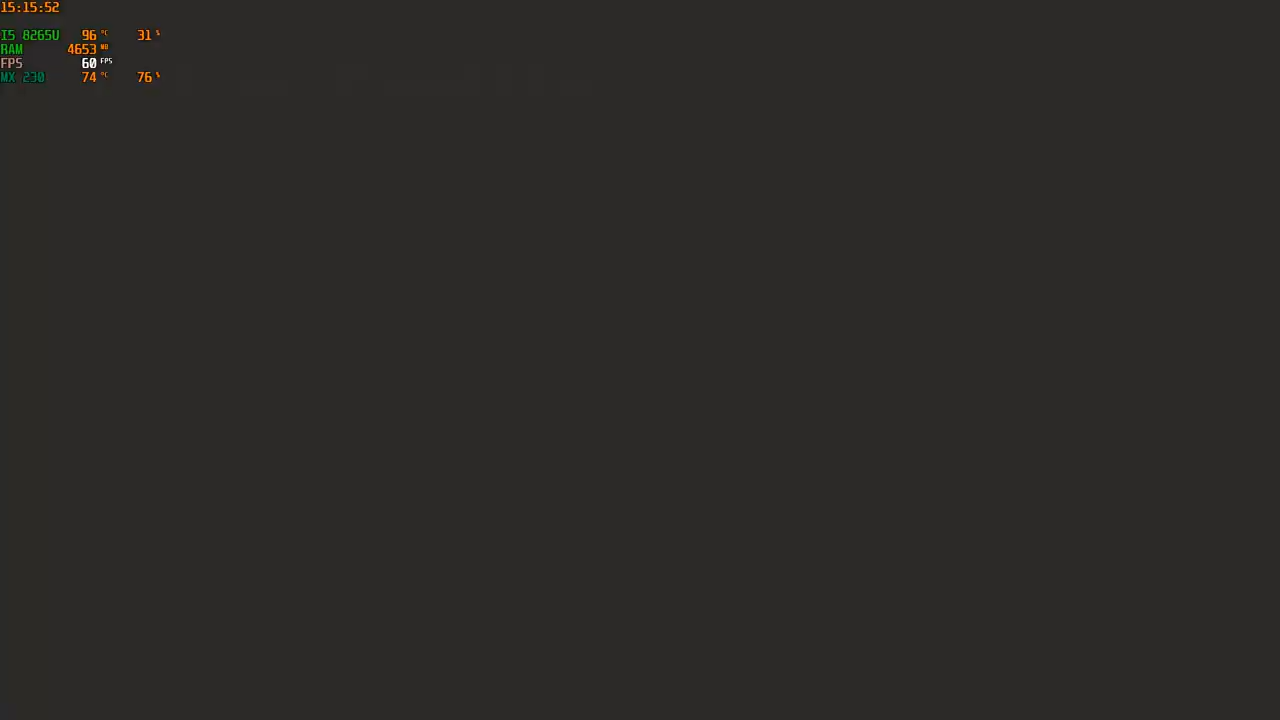 15:15:52
I5 8265U 96 °C 31 %
RAM 4653 MB
FPS 60 FPS
MX 230 74 °C 76 %